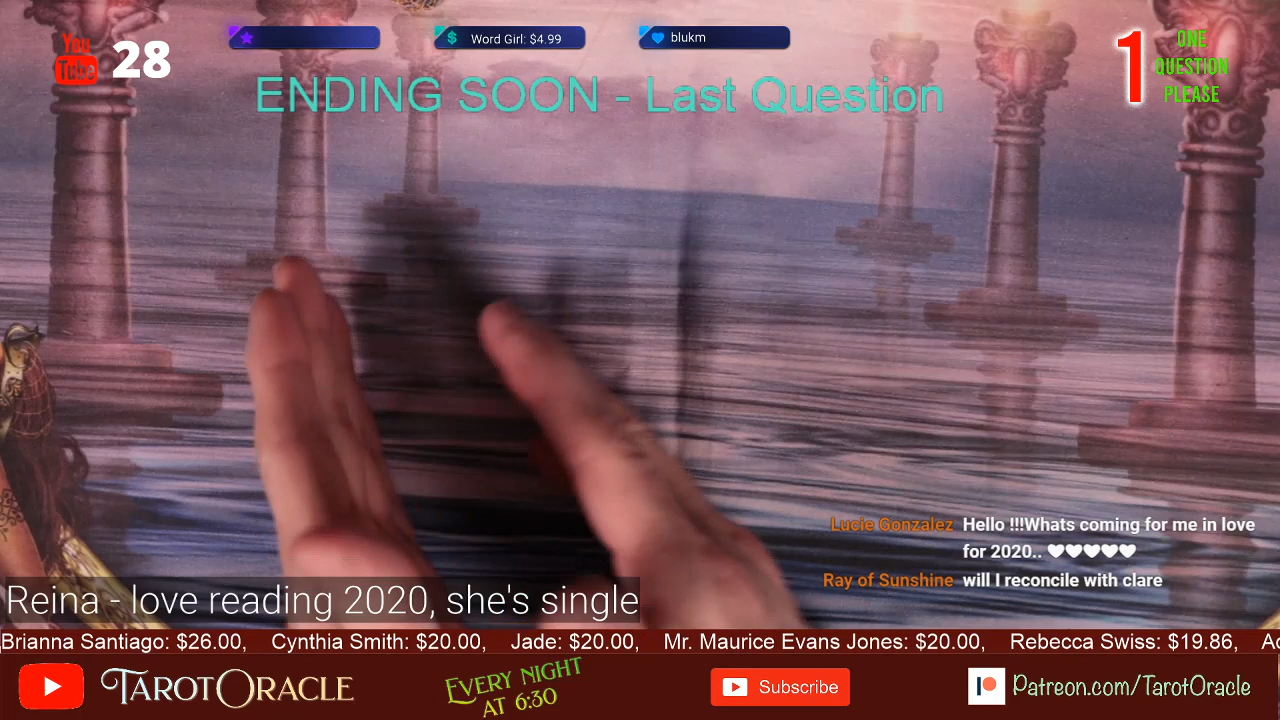 You
Tube
28
Word Girl: $4.99
blukm
1
ONE
QUESTION
PLEASE
ENDING SOON - Last Question
Lucie Gonzalez Hello !!!Whats coming for me in love
for 2020.. 🤍🤍🤍🤍🤍
Ray of Sunshine will I reconcile with clare
Reina - love reading 2020, she's single
Brianna Santiago: $26.00, Cynthia Smith: $20.00, Jade: $20.00, Mr. Maurice Evans Jones: $20.00, Rebecca Swiss: $19.86,
TAROTORACLE
EVERY NIGHT
AT 6:30
Subscribe
Patreon.com/TarotOracle